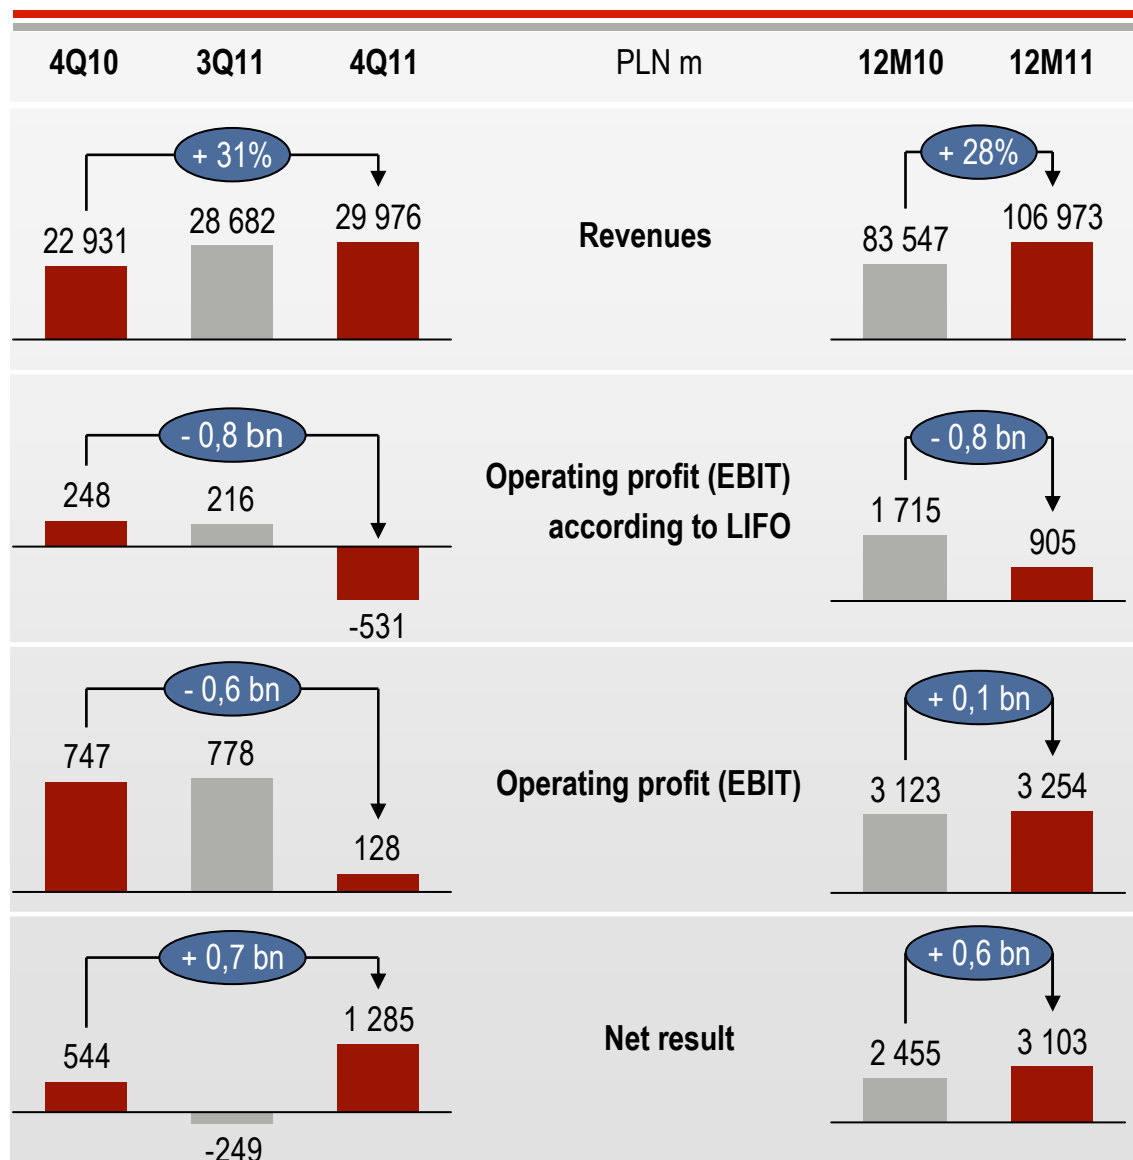 4Q10 3Q11 4Q11 PLN m 12M10 12M11
+ 31% + 28%
22 931 28 682 29 976 Revenues 83 547 106 973
- 0,8 bn - 0,8 bn
248 216 -531 Operating profit (EBIT) 1 715 905
according to LIFO
- 0,6 bn + 0,1 bn
747 778 128 Operating profit (EBIT) 3 123 3 254
+ 0,7 bn + 0,6 bn
544 -249 1 285 Net result 2 455 3 103